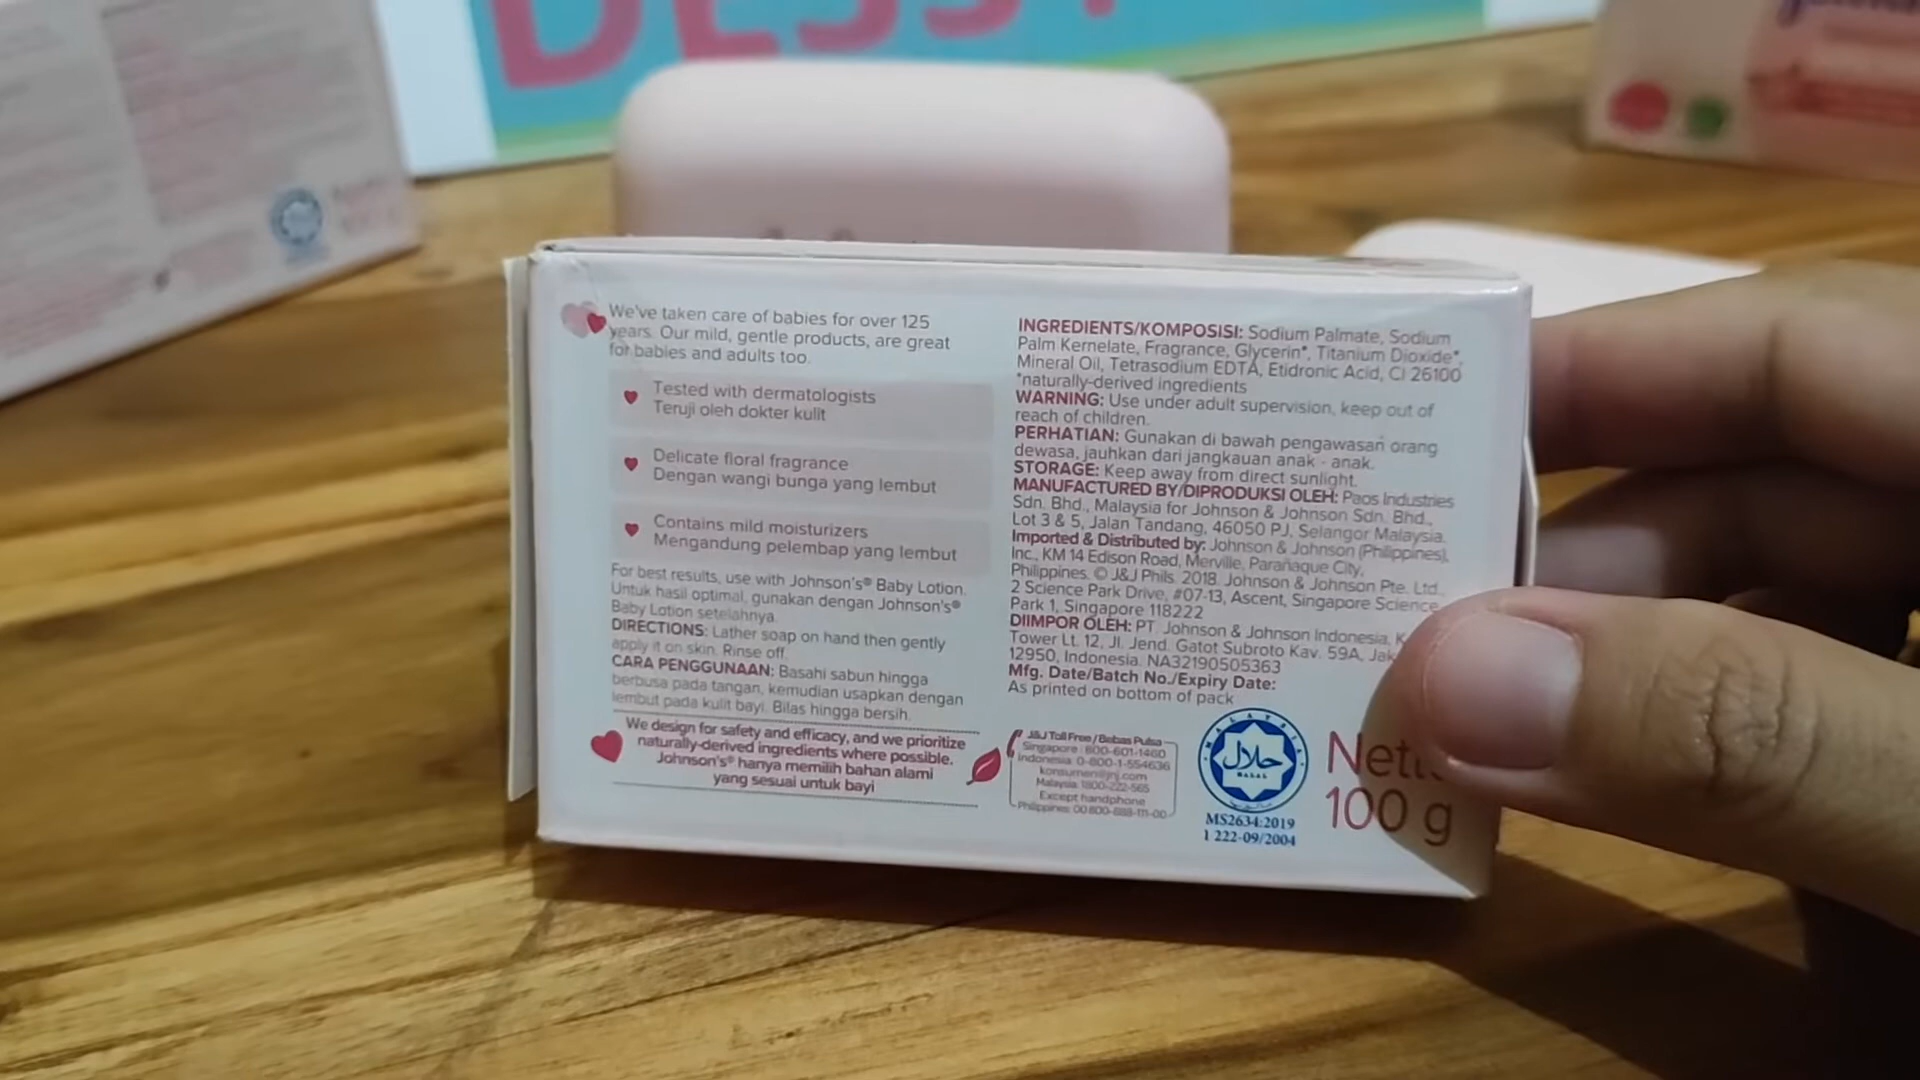 We've taken care of babies for over 125
years. Our mild, gentle products, are great
for babies and adults too.
Tested with dermatologists
Teruji oleh dokter kulit
Delicate floral fragrance
Dengan wangi bunga yang lembut
Contains mild moisturizers
Mengandung pelembap yang lembut
For best results, use with Johnson's® Baby Lotion.
Untuk hasil optimal, gunakan dengan Johnson's®
Baby Lotion setelahnya.
DIRECTIONS: Lather soap on hand then gently
apply it on skin. Rinse off.
CARA PENGGUNAAN: Basahi sabun hingga
berbusa pada tangan, kemudian usapkan dengan
lembut pada kulit bayi. Bilas hingga bersih.
We design for safety and efficacy, and we prioritize
naturally-derived ingredients where possible.
Johnson's® hanya memilih bahan alami
yang sesuai untuk bayi
INGREDIENTS/KOMPOSISI: Sodium Palmate, Sodium
Palm Kernelate, Fragrance, Glycerin*, Titanium Dioxide*,
Mineral Oil, Tetrasodium EDTA, Etidronic Acid, CI 26100
*naturally-derived ingredients
WARNING: Use under adult supervision, keep out of
reach of children.
PERHATIAN: Gunakan di bawah pengawasan orang
dewasa, jauhkan dari jangkauan anak - anak.
STORAGE: Keep away from direct sunlight.
MANUFACTURED BY/DIPRODUKSI OLEH: Paos Industries
Sdn. Bhd., Malaysia for Johnson & Johnson Sdn. Bhd.,
Lot 3 & 5, Jalan Tandang, 46050 PJ, Selangor Malaysia.
Imported & Distributed by: Johnson & Johnson (Philippines),
Inc., KM 14 Edison Road, Merville, Parañaque City,
Philippines. © J&J Phils. 2018. Johnson & Johnson Pte. Ltd.,
2 Science Park Drive, #07-13, Ascent, Singapore Science
Park 1, Singapore 118222
DIIMPOR OLEH: PT. Johnson & Johnson Indonesia,
Tower Lt. 12, Jl. Jend. Gatot Subroto Kav. 59A,
12950, Indonesia. NA32190505363
Mfg. Date/Batch No./Expiry Date:
As printed on bottom of pack
J&J Toll Free / Bebas Pulsa
Singapore: 800-601-1460
Indonesia: 0-800-1-554636
konsumen@jnj.com
Malaysia: 1800-222-565
Except handphone
Philippines: 00 800-888-111-00
MALAYSIA
حلال
HALAL
MS2634:2019
1 222-09/2004
100 g